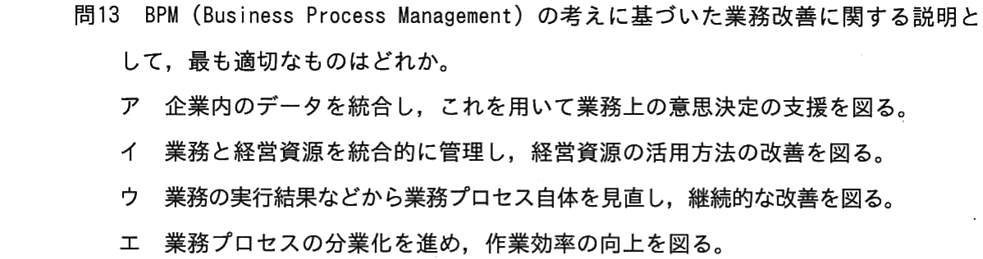 問13 BPM（Business Process Management）の考えに基づいた業務改善に関する説明と
して，最も適切なものはどれか。
ア 企業内のデータを統合し，これを用いて業務上の意思決定の支援を図る。
イ 業務と経営資源を統合的に管理し，経営資源の活用方法の改善を図る。
ウ 業務の実行結果などから業務プロセス自体を見直し，継続的な改善を図る。
エ 業務プロセスの分業化を進め，作業効率の向上を図る。